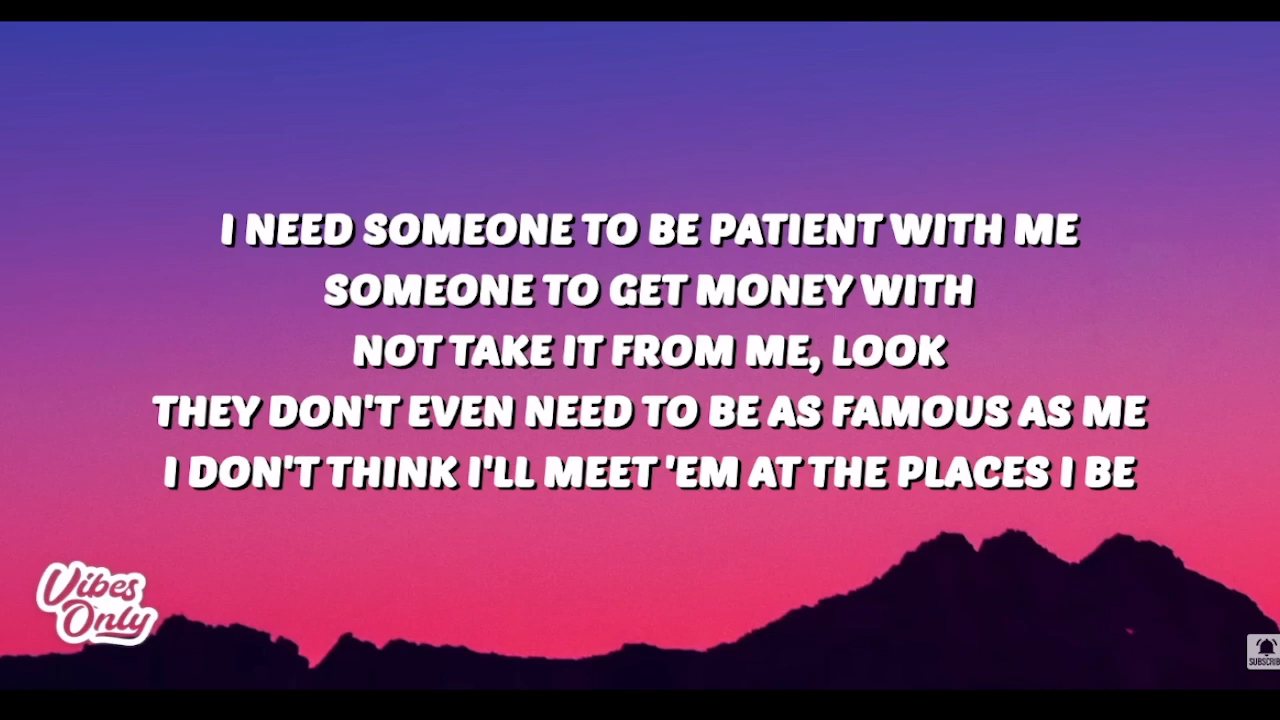 I NEED SOMEONE TO BE PATIENT WITH ME
SOMEONE TO GET MONEY WITH
NOT TAKE IT FROM ME, LOOK
THEY DON'T EVEN NEED TO BE AS FAMOUS AS ME
I DON'T THINK I'LL MEET 'EM AT THE PLACES I BE
Vibes
Only
SUBSCRIB